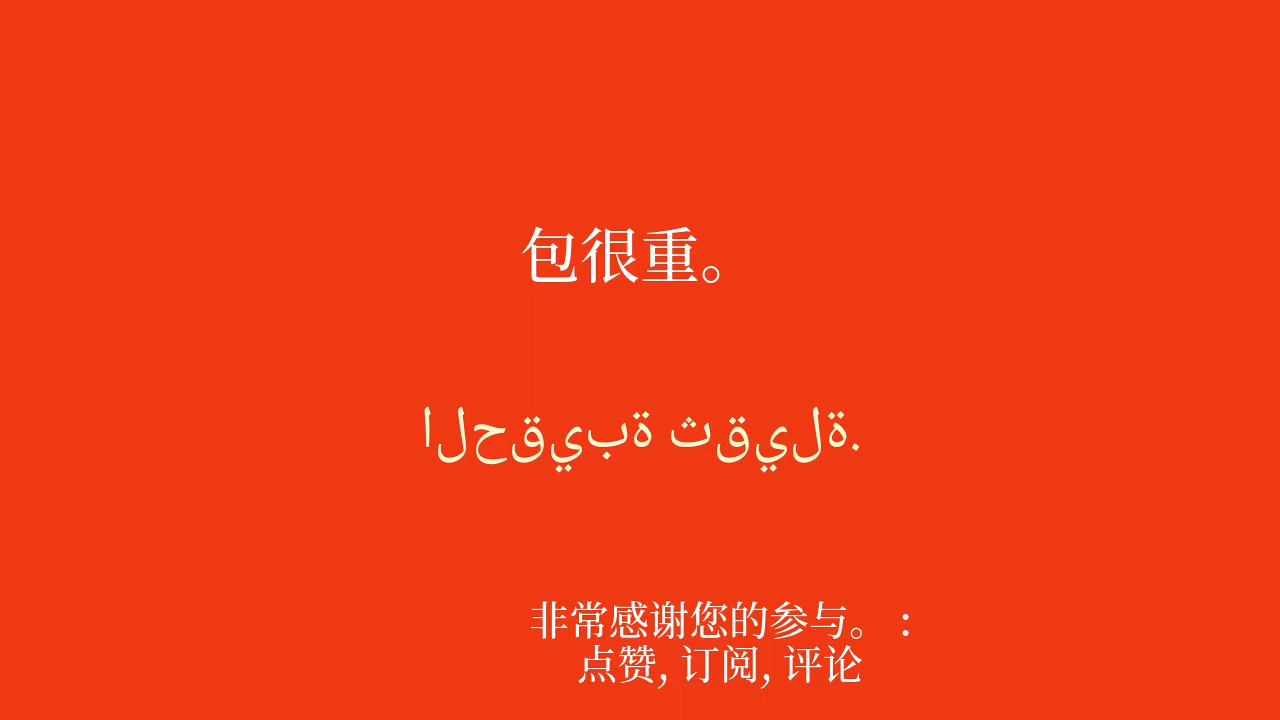 包很重。
الحقيبة ثقيلة.
非常感谢您的参与。 :
点赞, 订阅, 评论